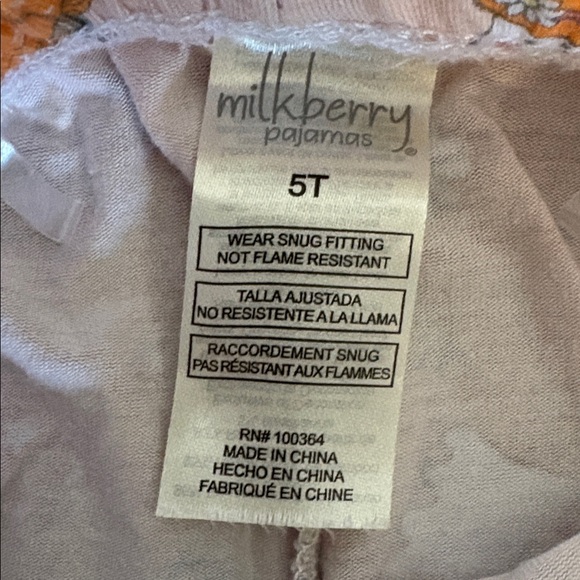 milkberry
pajamas®
5T
WEAR SNUG FITTING
NOT FLAME RESISTANT
TALLA AJUSTADA
NO RESISTENTE A LA LLAMA
RACCORDEMENT SNUG
PAS RÉSISTANT AUX FLAMMES
RN# 100364
MADE IN CHINA
HECHO EN CHINA
FABRIQUÉ EN CHINE